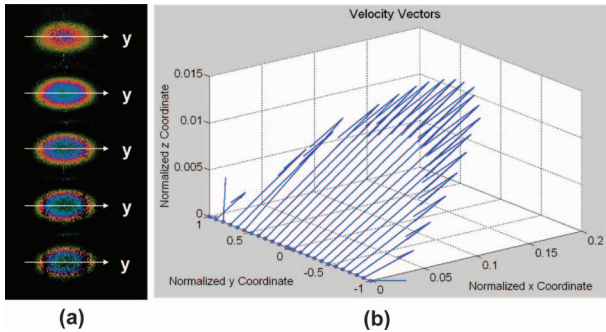 y
y
y
y
y
(a)
Velocity Vectors
Normalized z Coordinate
0.015
0.01
0.005
0
1
0.5
0
-0.5
-1
Normalized y Coordinate
0
0.05
0.1
0.15
0.2
Normalized x Coordinate
(b)